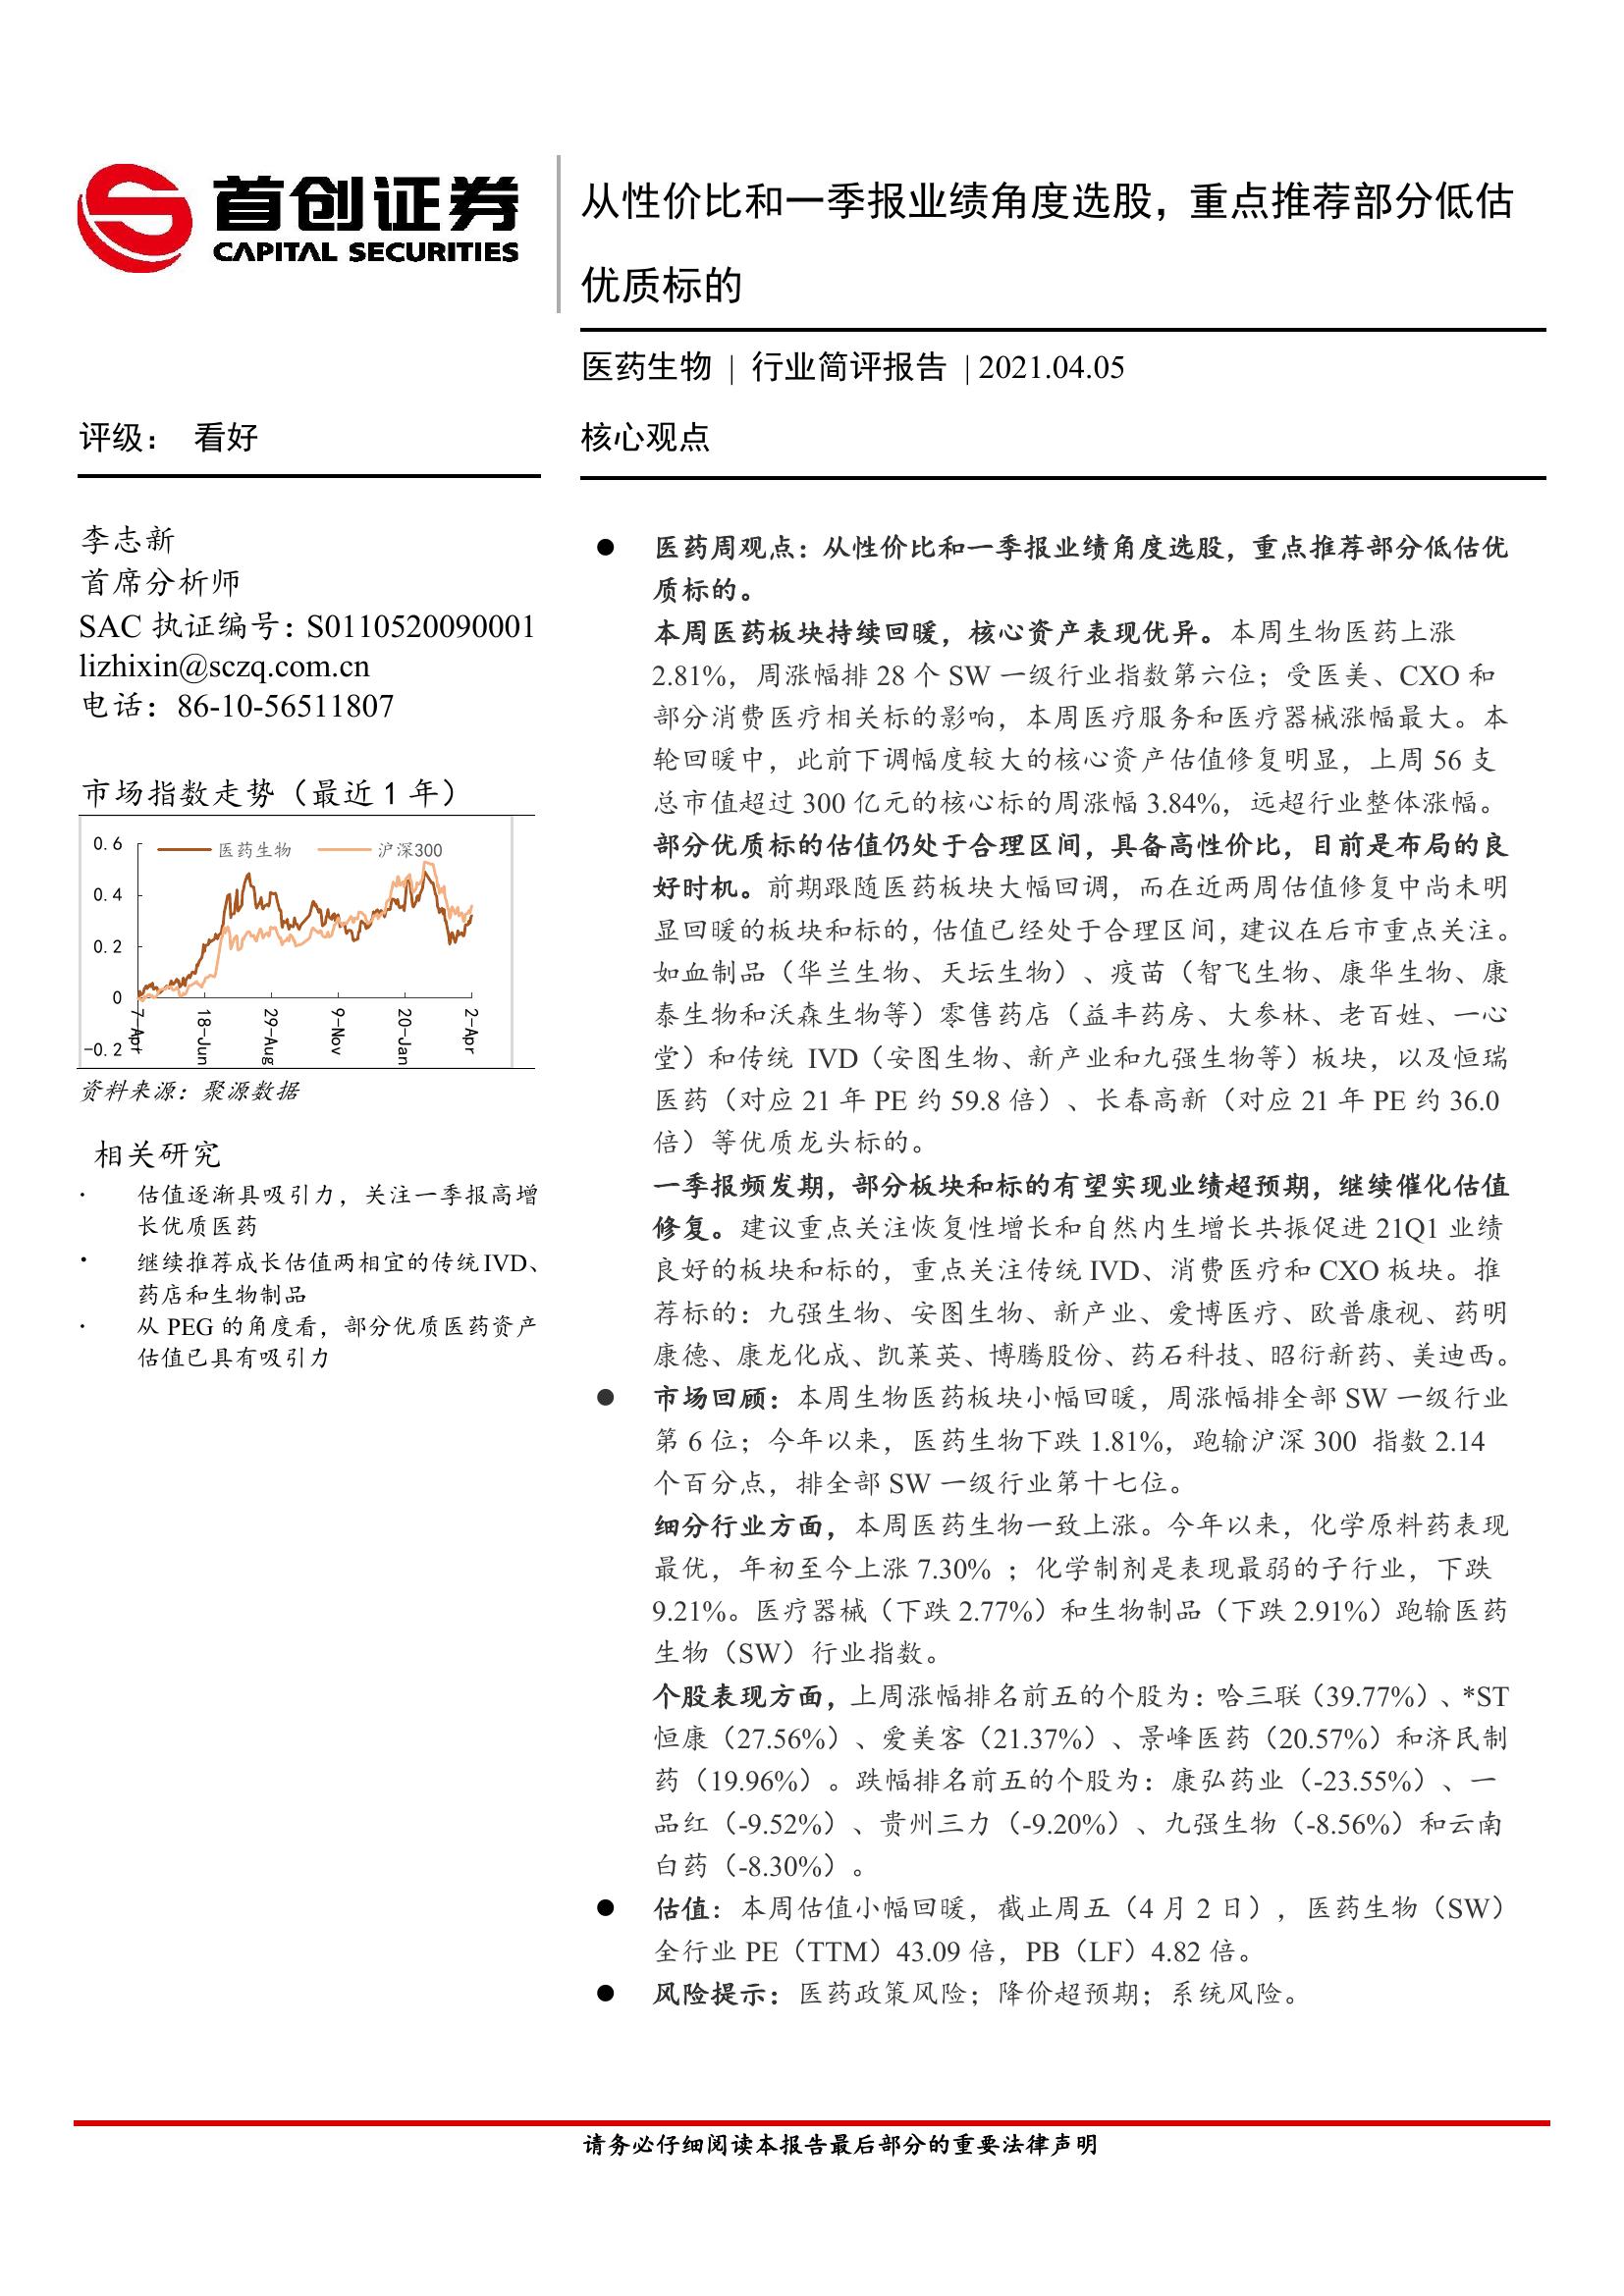 首创证券
CAPITAL SECURITIES
从性价比和一季报业绩角度选股，重点推荐部分低估
优质标的
医药生物 | 行业简评报告 | 2021.04.05
评级： 看好
核心观点
李志新
首席分析师
SAC 执证编号：S0110520090001
lizhixin@sczq.com.cn
电话：86-10-56511807
市场指数走势（最近 1 年）
医药生物 沪深300
0.6
0.4
0.2
0
-0.2
7-Apr
18-Jun
29-Aug
9-Nov
20-Jan
2-Apr
资料来源：聚源数据
相关研究
· 估值逐渐具吸引力，关注一季报高增
长优质医药
· 继续推荐成长估值两相宜的传统IVD、
药店和生物制品
· 从 PEG 的角度看，部分优质医药资产
估值已具有吸引力
● 医药周观点：从性价比和一季报业绩角度选股，重点推荐部分低估优
质标的。
本周医药板块持续回暖，核心资产表现优异。本周生物医药上涨
2.81%，周涨幅排 28 个 SW 一级行业指数第六位；受医美、CXO 和
部分消费医疗相关标的影响，本周医疗服务和医疗器械涨幅最大。本
轮回暖中，此前下调幅度较大的核心资产估值修复明显，上周 56 支
总市值超过 300 亿元的核心标的周涨幅 3.84%，远超行业整体涨幅。
部分优质标的估值仍处于合理区间，具备高性价比，目前是布局的良
好时机。前期跟随医药板块大幅回调，而在近两周估值修复中尚未明
显回暖的板块和标的，估值已经处于合理区间，建议在后市重点关注。
如血制品（华兰生物、天坛生物）、疫苗（智飞生物、康华生物、康
泰生物和沃森生物等）零售药店（益丰药房、大参林、老百姓、一心
堂）和传统 IVD（安图生物、新产业和九强生物等）板块，以及恒瑞
医药（对应 21 年 PE 约 59.8 倍）、长春高新（对应 21 年 PE 约 36.0
倍）等优质龙头标的。
一季报频发期，部分板块和标的有望实现业绩超预期，继续催化估值
修复。建议重点关注恢复性增长和自然内生增长共振促进 21Q1 业绩
良好的板块和标的，重点关注传统 IVD、消费医疗和 CXO 板块。推
荐标的：九强生物、安图生物、新产业、爱博医疗、欧普康视、药明
康德、康龙化成、凯莱英、博腾股份、药石科技、昭衍新药、美迪西。
● 市场回顾：本周生物医药板块小幅回暖，周涨幅排全部 SW 一级行业
第 6 位；今年以来，医药生物下跌 1.81%，跑输沪深 300 指数 2.14
个百分点，排全部 SW 一级行业第十七位。
细分行业方面，本周医药生物一致上涨。今年以来，化学原料药表现
最优，年初至今上涨 7.30% ；化学制剂是表现最弱的子行业，下跌
9.21%。医疗器械（下跌 2.77%）和生物制品（下跌 2.91%）跑输医药
生物（SW）行业指数。
个股表现方面，上周涨幅排名前五的个股为：哈三联（39.77%）、*ST
恒康（27.56%）、爱美客（21.37%）、景峰医药（20.57%）和济民制
药（19.96%）。跌幅排名前五的个股为：康弘药业（-23.55%）、一
品红（-9.52%）、贵州三力（-9.20%）、九强生物（-8.56%）和云南
白药（-8.30%）。
● 估值：本周估值小幅回暖，截止周五（4 月 2 日），医药生物（SW）
全行业 PE（TTM）43.09 倍，PB（LF）4.82 倍。
● 风险提示：医药政策风险；降价超预期；系统风险。
请务必仔细阅读本报告最后部分的重要法律声明